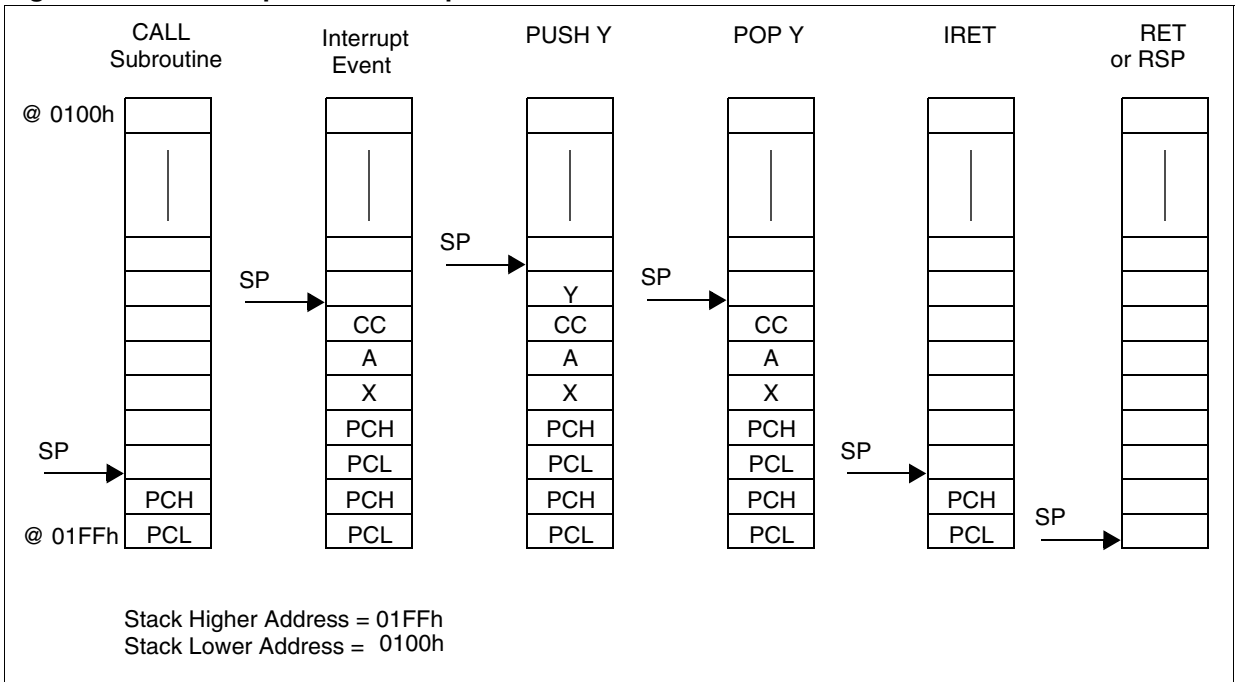 CALL
Subroutine
Interrupt
Event
PUSH Y
POP Y
IRET
RET
or RSP
@ 0100h
SP
SP
SP
Y
CC
CC
CC
A
A
A
X
X
X
PCH
PCH
PCH
SP
SP
PCL
PCL
PCL
PCH
PCH
PCH
PCH
PCH
SP
@ 01FFh
PCL
PCL
PCL
PCL
PCL
Stack Higher Address = 01FFh
Stack Lower Address = 0100h